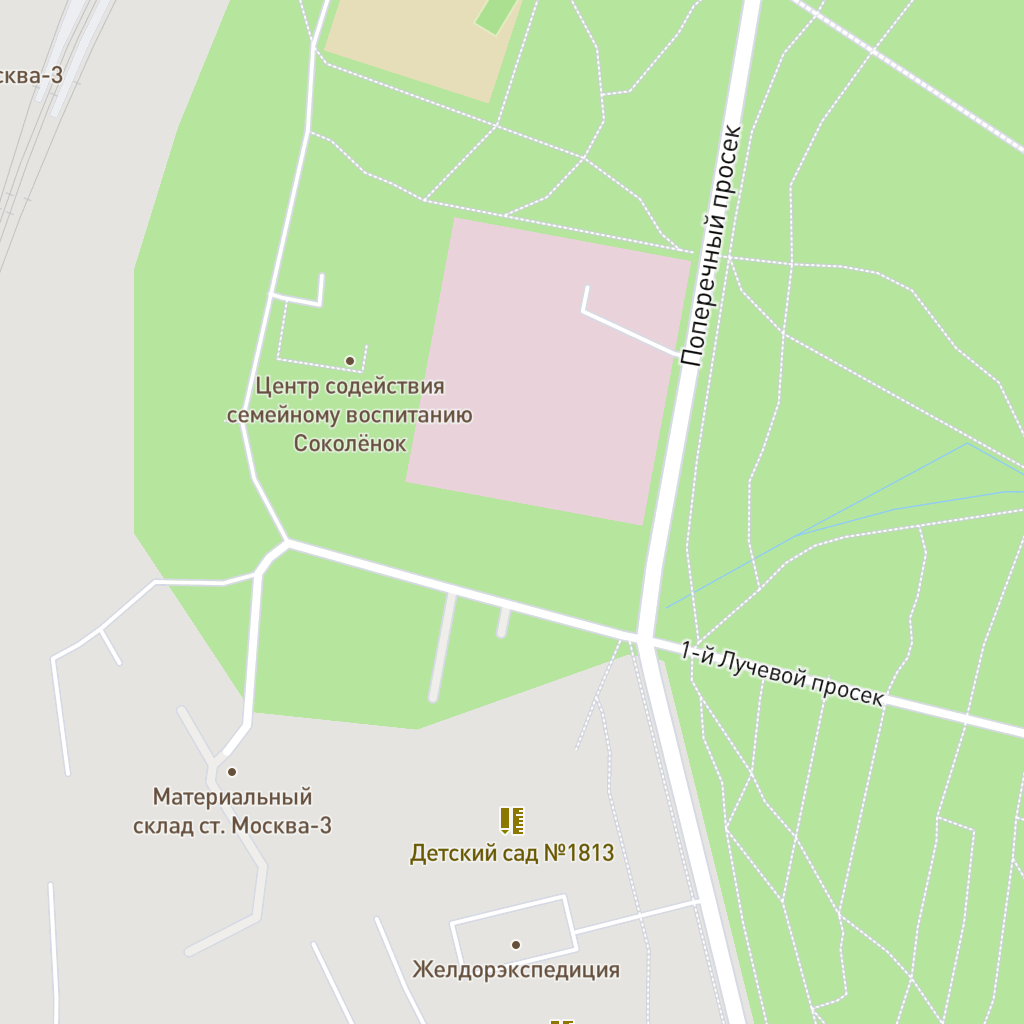 сква-3
Поперечный просек
Центр содействия
семейному воспитанию
Соколёнок
1-й Лучевой просек
Материальный
склад ст. Москва-3
Детский сад №1813
Желдорэкспедиция